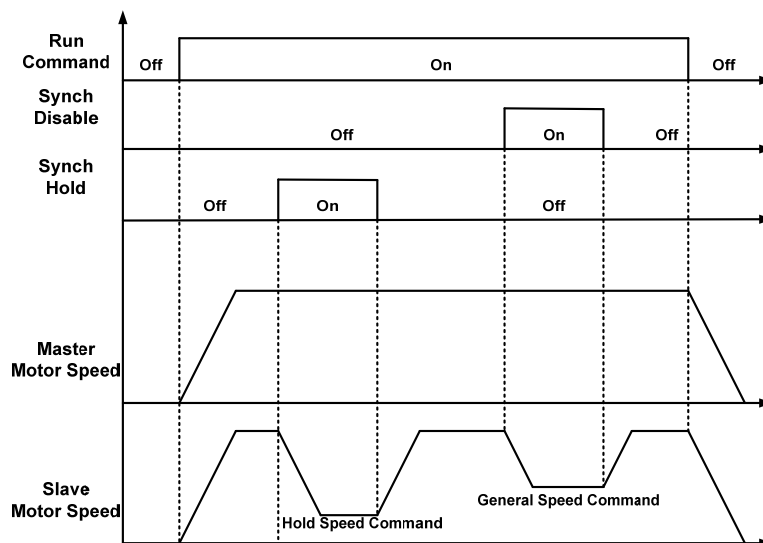 Run
Command
Off
On
Off
Synch
Disable
Off
On
Off
Synch
Hold
Off
On
Off
Master
Motor Speed
Slave
Motor Speed
Hold Speed Command
General Speed Command